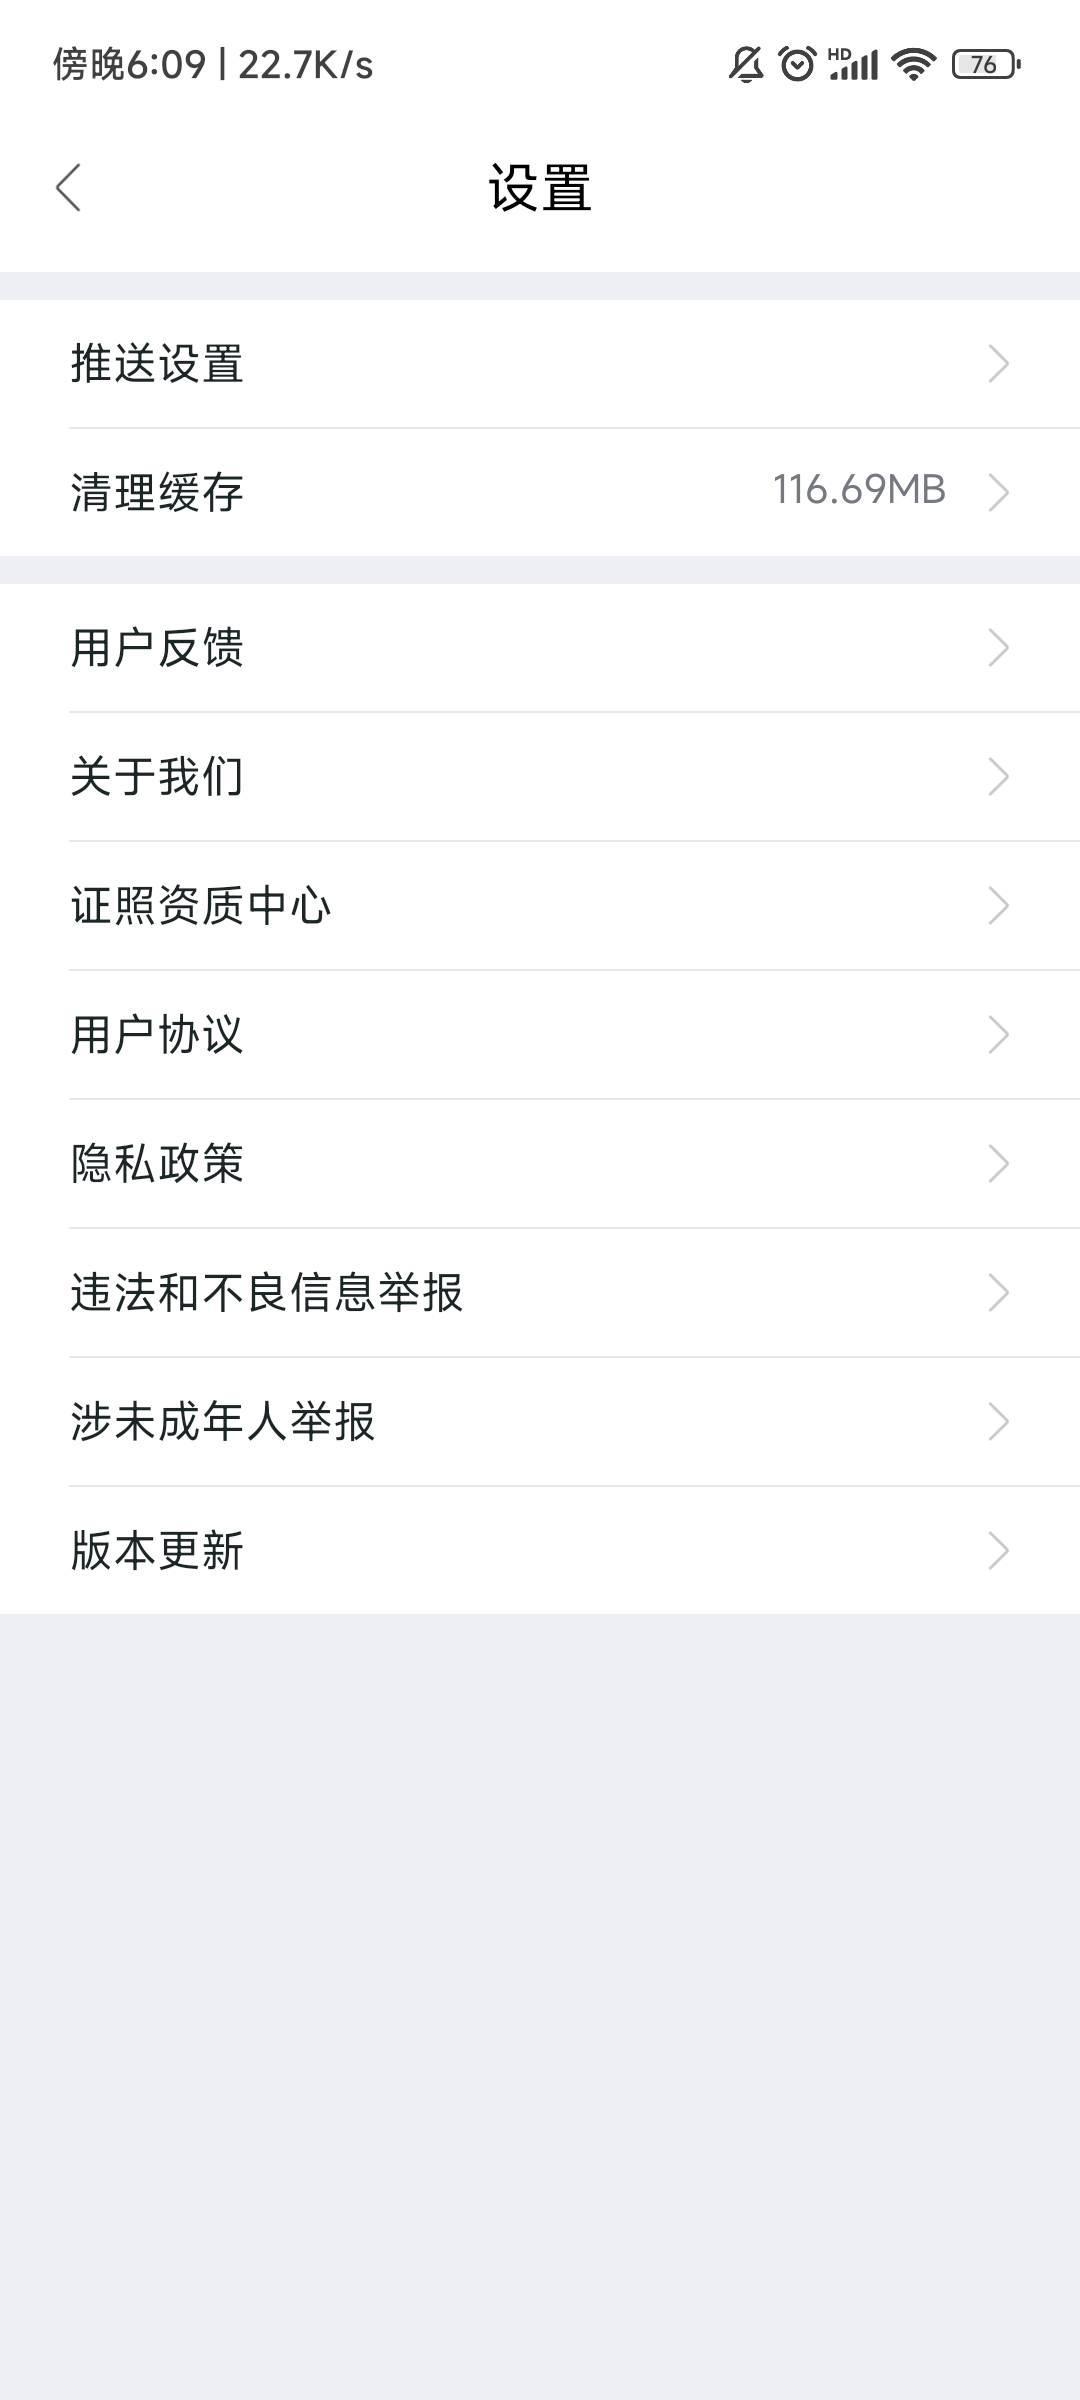 傍晚6:09 | 22.7K/s HD 76
设置
推送设置
清理缓存 116.69MB
用户反馈
关于我们
证照资质中心
用户协议
隐私政策
违法和不良信息举报
涉未成年人举报
版本更新